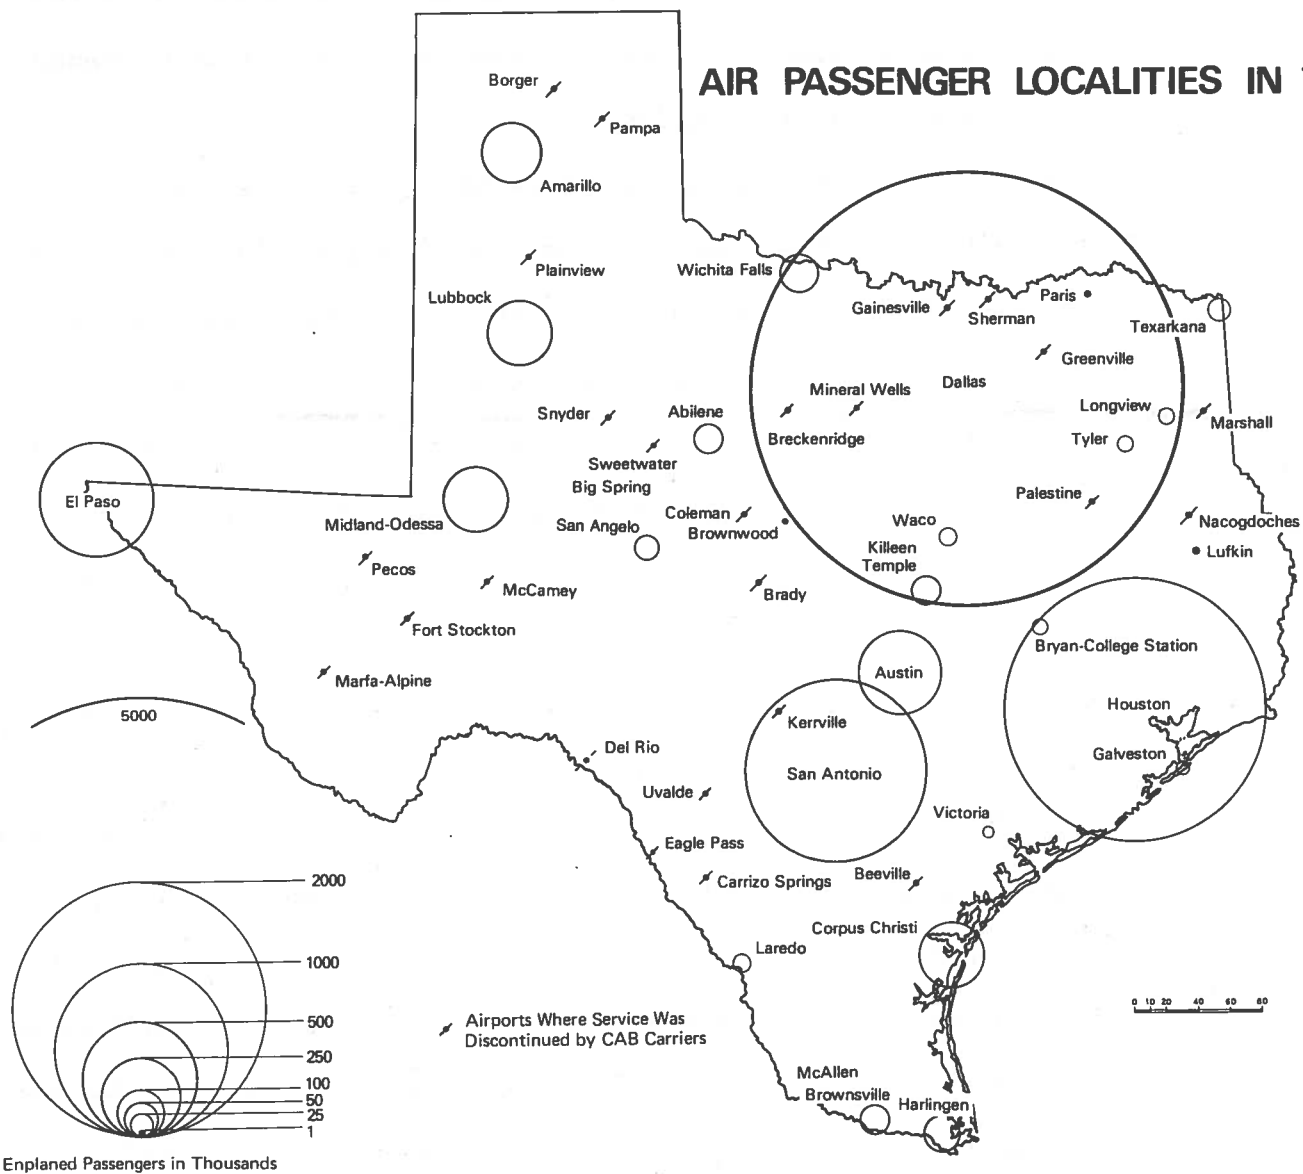 AIR PASSENGER LOCALITIES IN
Borger
Pampa
Amarillo
Plainview
Lubbock
Wichita Falls
Gainesville
Sherman
Paris
Texarkana
Greenville
Dallas
Mineral Wells
Breckenridge
Longview
Tyler
Marshall
Snyder
Abilene
Sweetwater
Big Spring
El Paso
Midland-Odessa
San Angelo
Coleman
Brownwood
Palestine
Waco
Killeen
Temple
Nacogdoches
Lufkin
Pecos
McCamey
Brady
Fort Stockton
Marfa-Alpine
Bryan-College Station
Austin
Kerrville
San Antonio
Houston
Galveston
5000
Del Rio
Uvalde
Victoria
Eagle Pass
Carrizo Springs
Beeville
Corpus Christi
Laredo
2000
1000
500
250
100
50
25
1
Enplaned Passengers in Thousands
Airports Where Service Was
Discontinued by CAB Carriers
0 10 20 40 60 80
McAllen
Brownsville
Harlingen